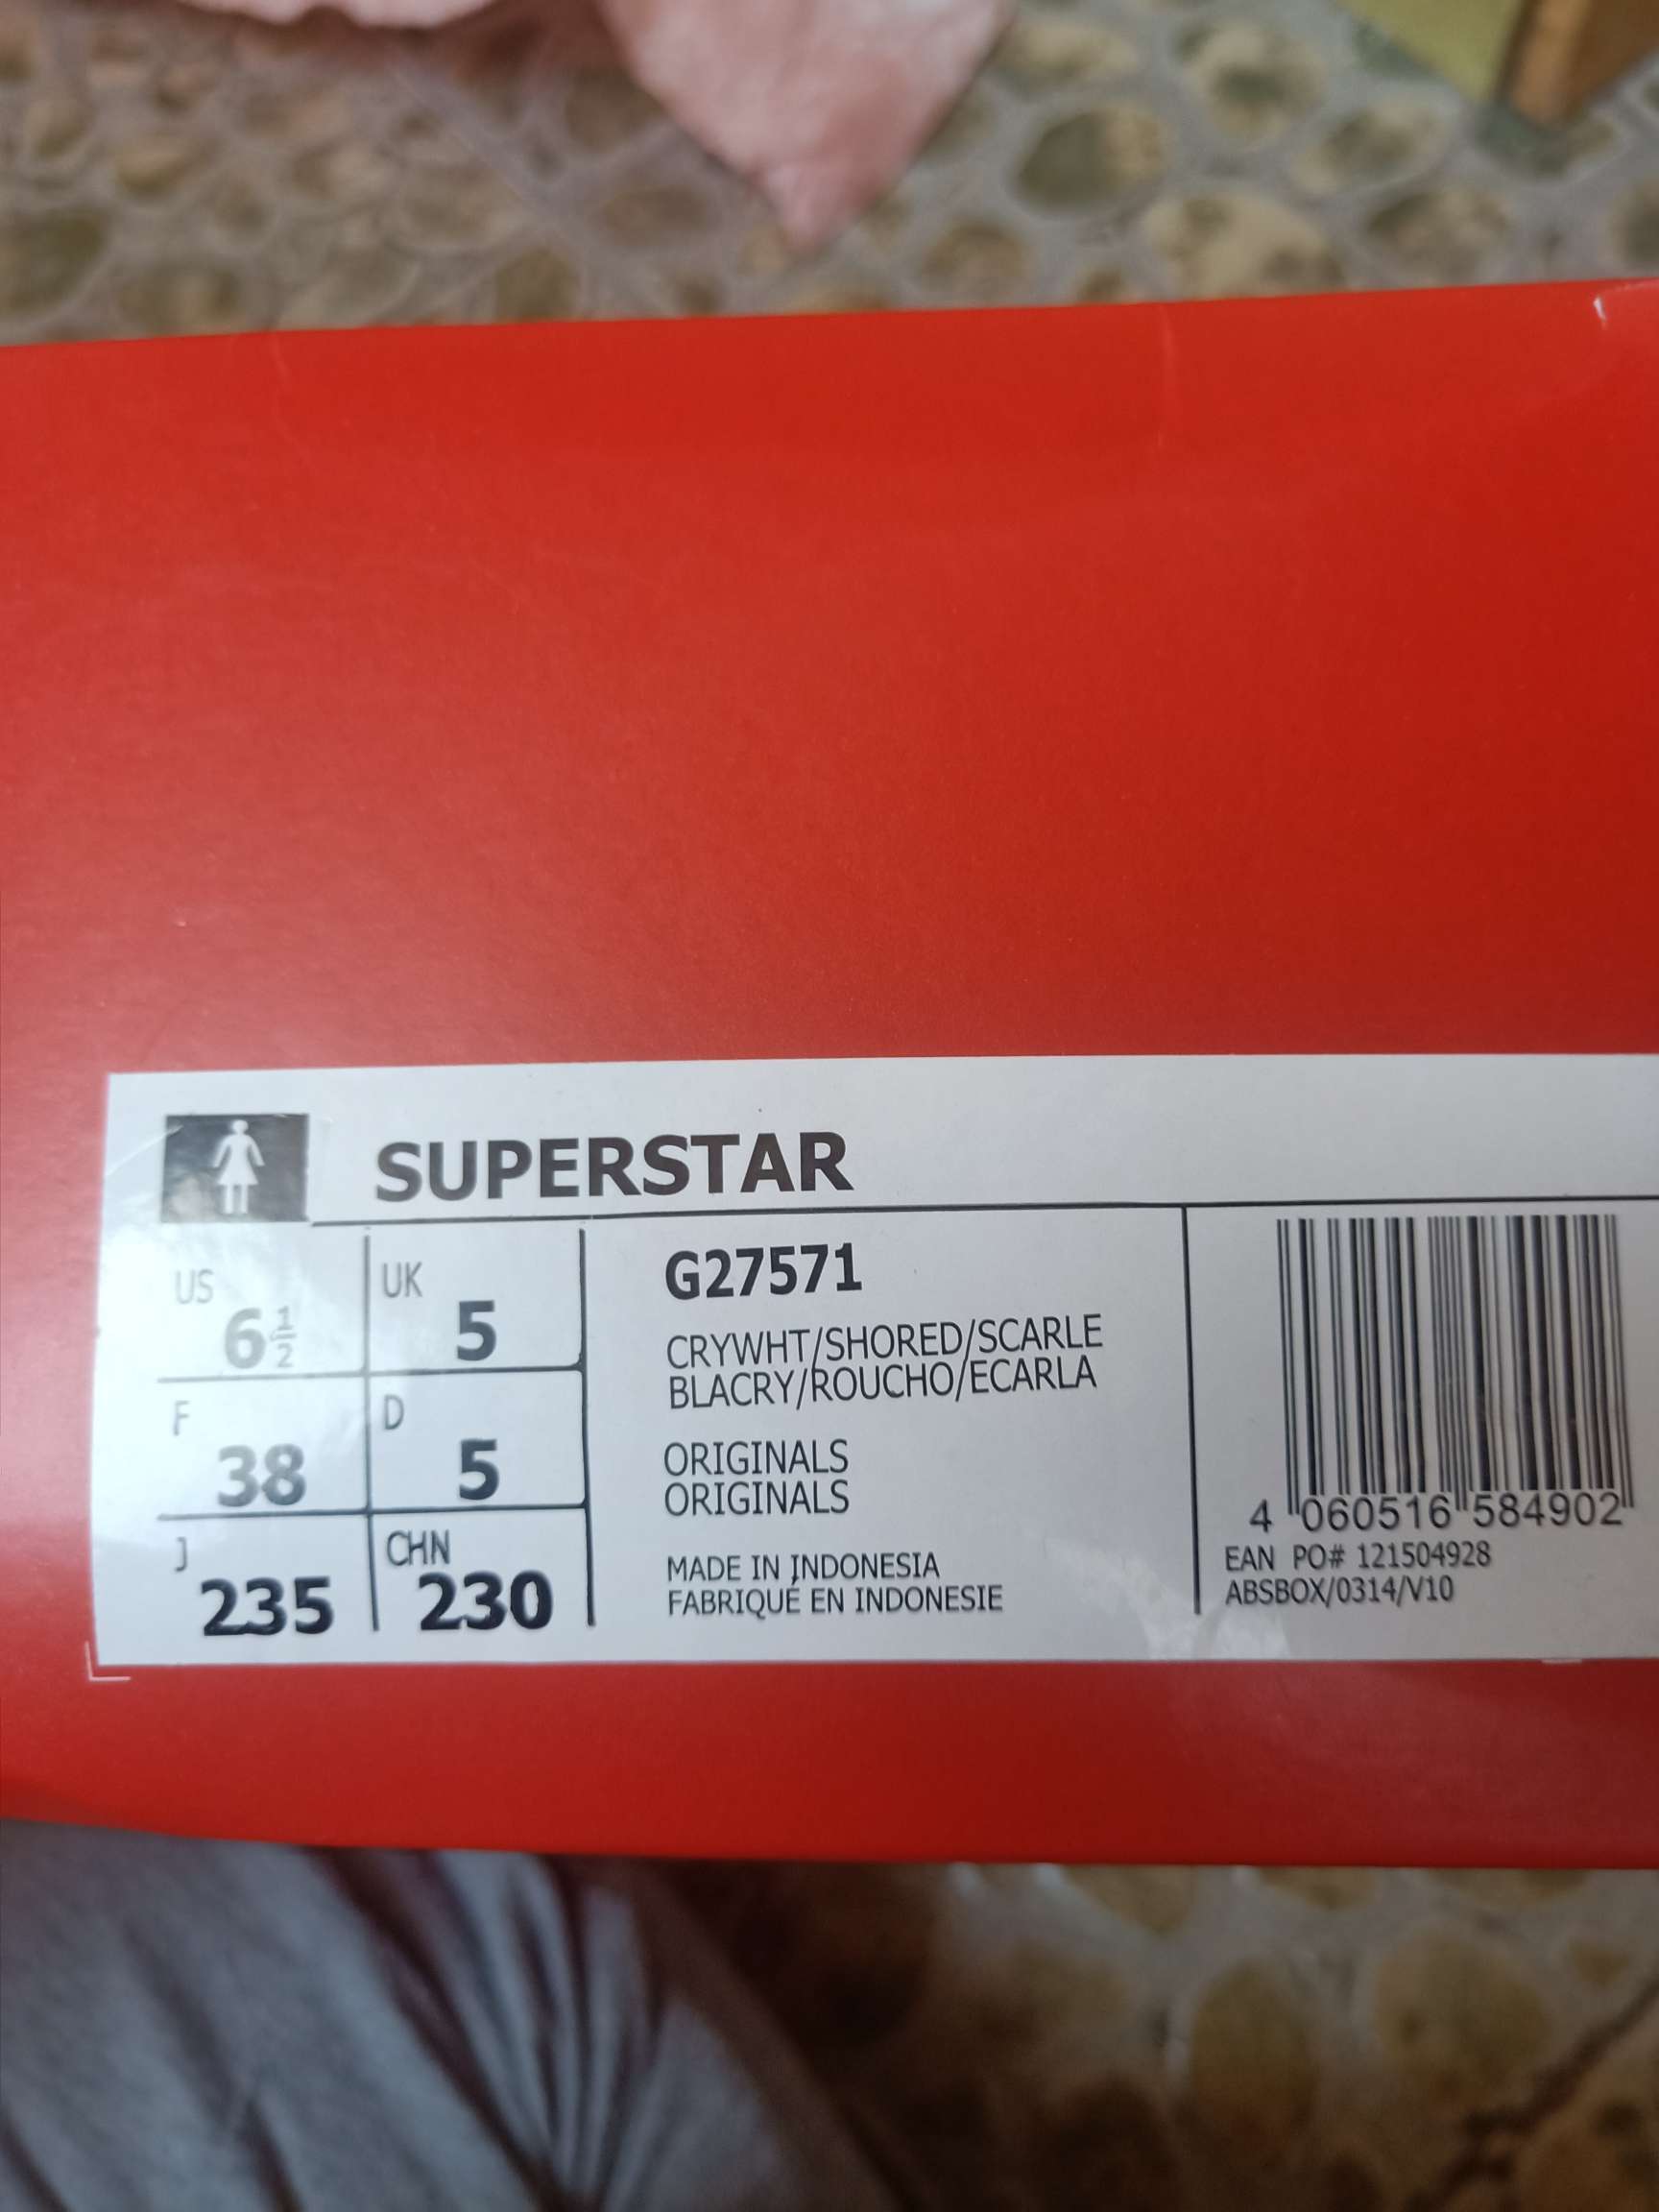 SUPERSTAR
US 6½ UK 5
F 38 D 5
J 235 CHN 230
G27571
CRYWHT/SHORED/SCARLE
BLACRY/ROUCHO/ECARLA
ORIGINALS
ORIGINALS
MADE IN INDONESIA
FABRIQUÉ EN INDONESIE
4 060516 584902
EAN PO# 121504928
ABSBOX/0314/V10